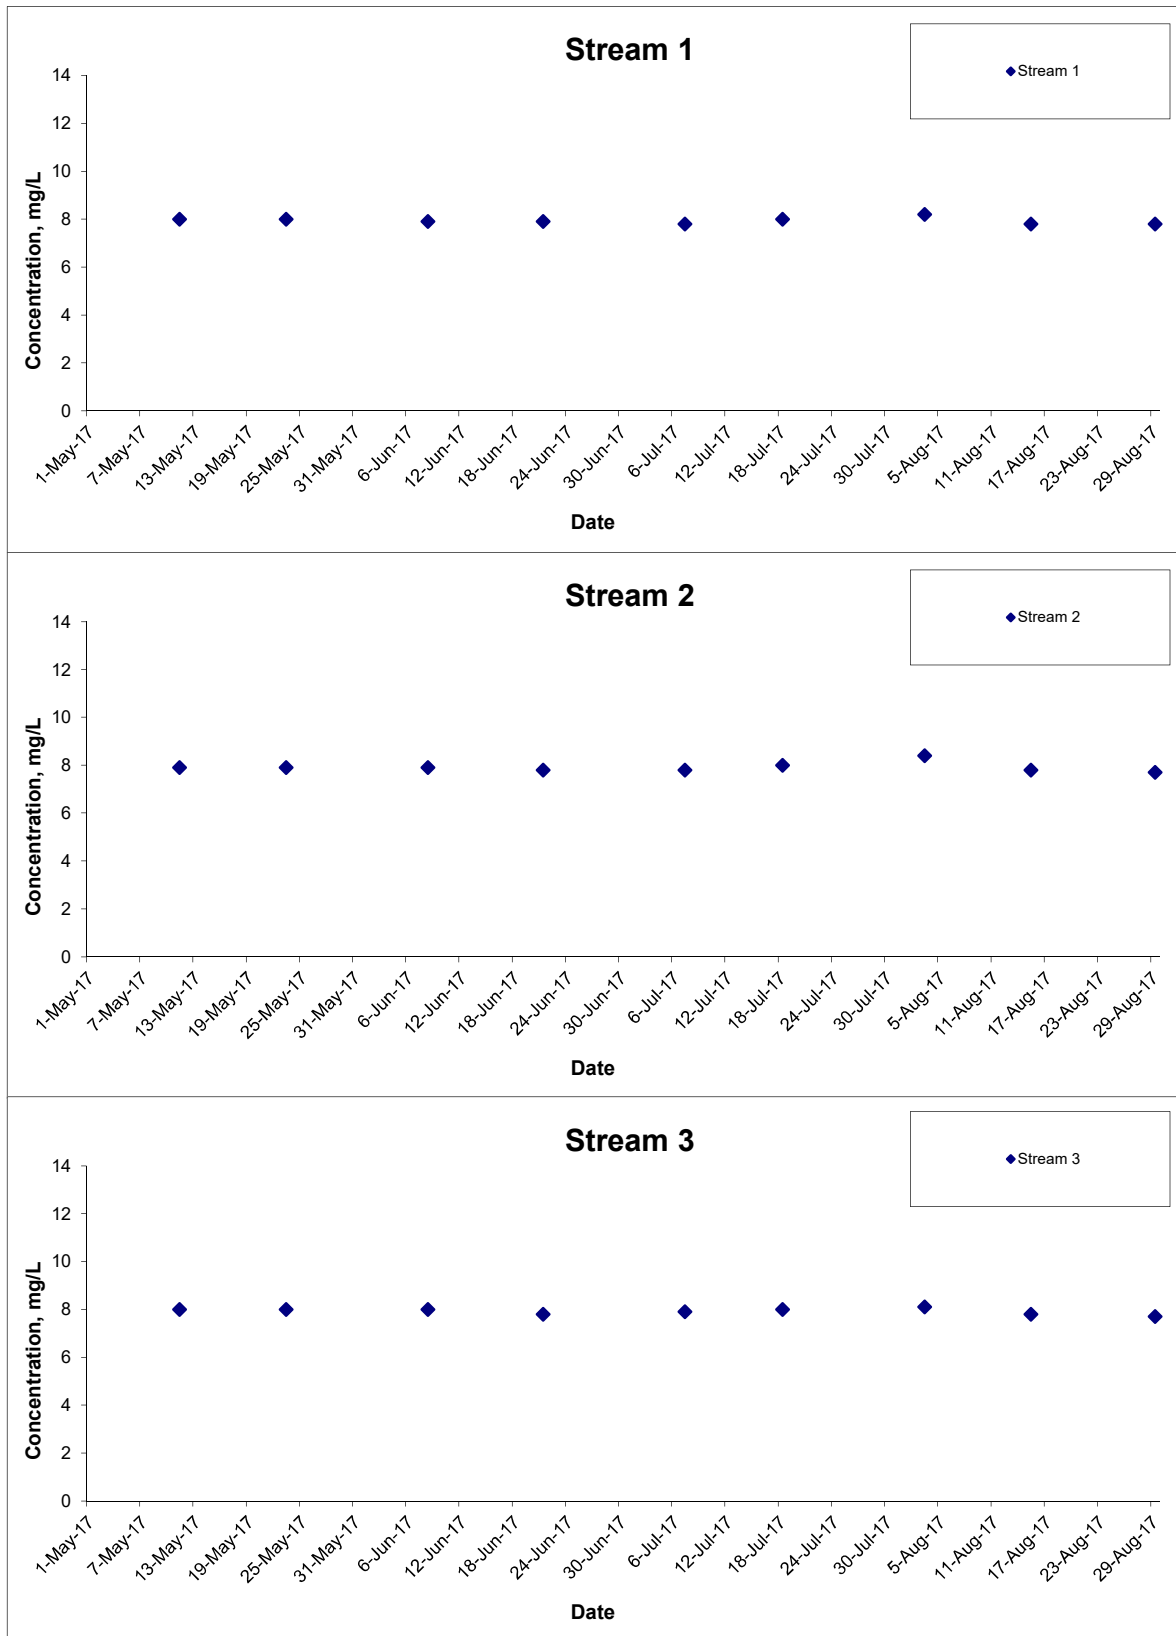 Stream 1
Stream 1
14
12
10
8
6
4
2
0
Concentration, mg/L
1-May-17
7-May-17
13-May-17
19-May-17
25-May-17
31-May-17
6-Jun-17
12-Jun-17
18-Jun-17
24-Jun-17
30-Jun-17
6-Jul-17
12-Jul-17
18-Jul-17
24-Jul-17
30-Jul-17
5-Aug-17
11-Aug-17
17-Aug-17
23-Aug-17
29-Aug-17
Date
Stream 2
Stream 2
14
12
10
8
6
4
2
0
Concentration, mg/L
1-May-17
7-May-17
13-May-17
19-May-17
25-May-17
31-May-17
6-Jun-17
12-Jun-17
18-Jun-17
24-Jun-17
30-Jun-17
6-Jul-17
12-Jul-17
18-Jul-17
24-Jul-17
30-Jul-17
5-Aug-17
11-Aug-17
17-Aug-17
23-Aug-17
29-Aug-17
Date
Stream 3
Stream 3
14
12
10
8
6
4
2
0
Concentration, mg/L
1-May-17
7-May-17
13-May-17
19-May-17
25-May-17
31-May-17
6-Jun-17
12-Jun-17
18-Jun-17
24-Jun-17
30-Jun-17
6-Jul-17
12-Jul-17
18-Jul-17
24-Jul-17
30-Jul-17
5-Aug-17
11-Aug-17
17-Aug-17
23-Aug-17
29-Aug-17
Date